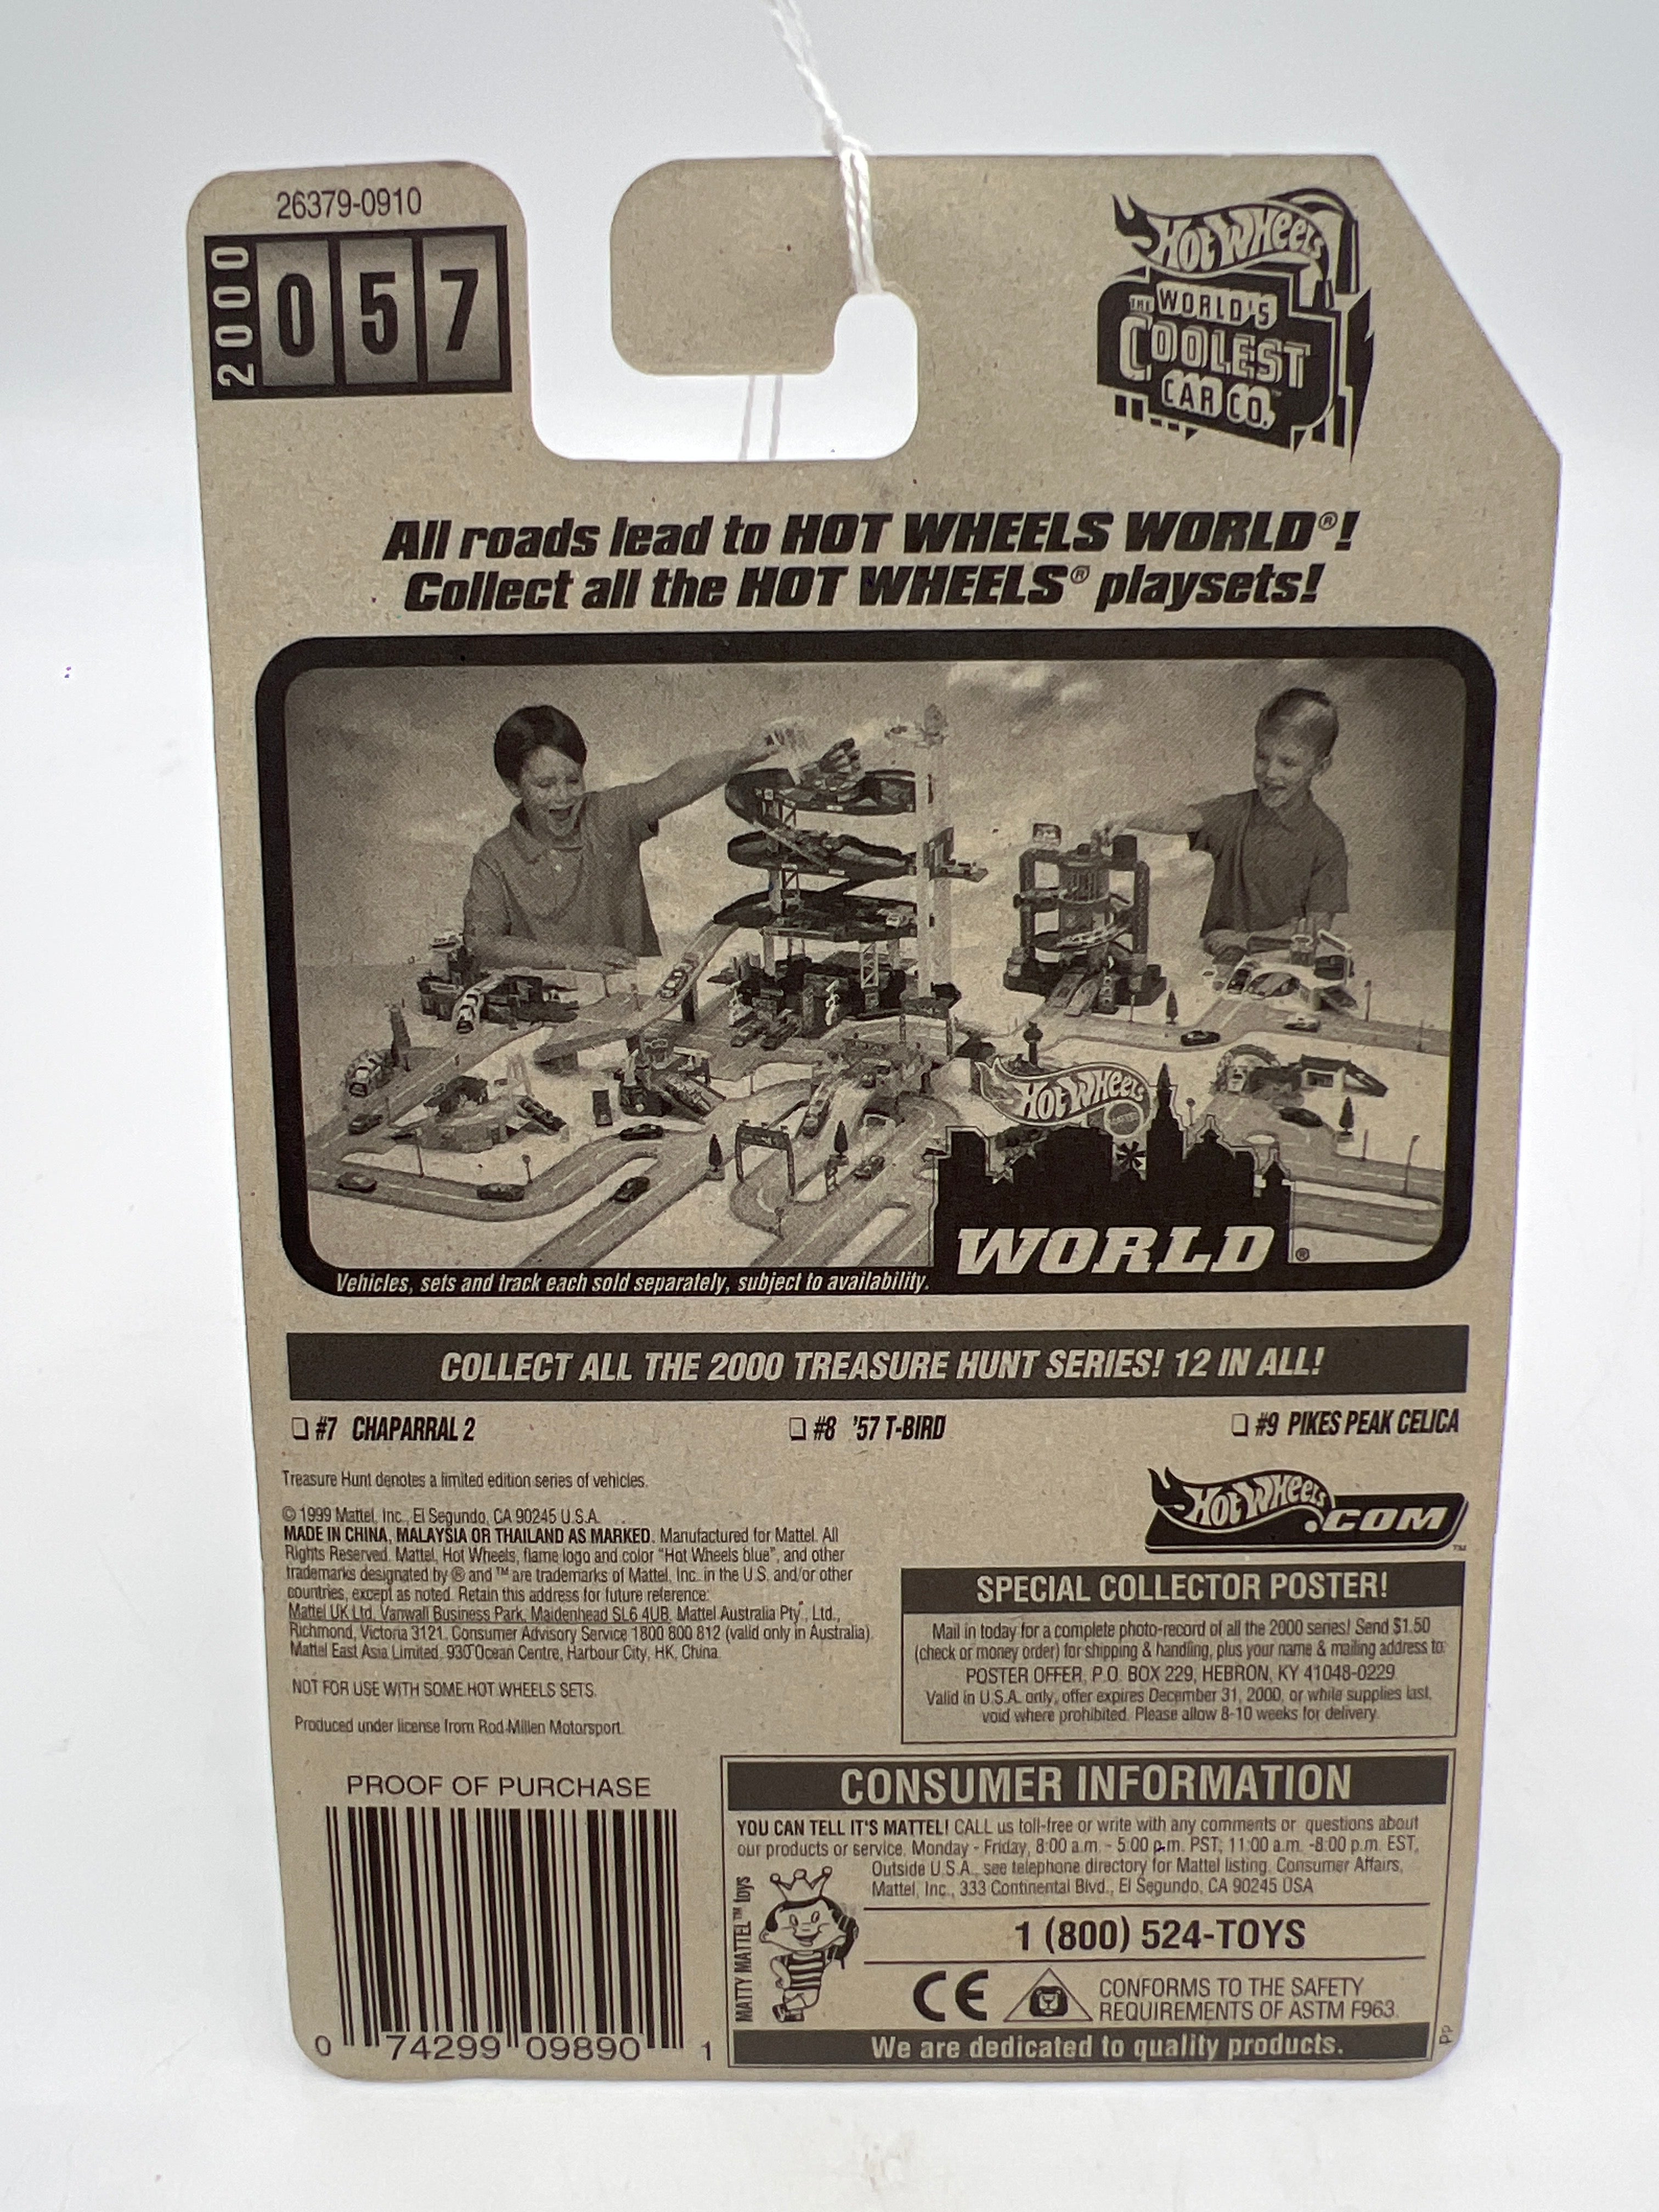 26379-0910
2000
057
Hot Wheels
THE WORLD'S
COOLEST
CAR CO.™
All roads lead to HOT WHEELS WORLD®!
Collect all the HOT WHEELS® playsets!
Hot Wheels
WORLD®
Vehicles, sets and track each sold separately, subject to availability.
COLLECT ALL THE 2000 TREASURE HUNT SERIES! 12 IN ALL!
❏ #7 CHAPARRAL 2
❏ #8 '57 T-BIRD
❏ #9 PIKES PEAK CELICA
Treasure Hunt denotes a limited edition series of vehicles.
© 1999 Mattel, Inc., El Segundo, CA 90245 U.S.A.
MADE IN CHINA, MALAYSIA OR THAILAND AS MARKED. Manufactured for Mattel. All
Rights Reserved. Mattel, Hot Wheels, flame logo and color "Hot Wheels blue", and other
trademarks designated by ® and ™ are trademarks of Mattel, Inc. in the U.S. and/or other
countries, except as noted. Retain this address for future reference:
Mattel UK Ltd, Vanwall Business Park, Maidenhead SL6 4UB. Mattel Australia Pty., Ltd.,
Richmond, Victoria 3121. Consumer Advisory Service 1800 800 812 (valid only in Australia).
Mattel East Asia Limited, 930 Ocean Centre, Harbour City, HK, China.
NOT FOR USE WITH SOME HOT WHEELS SETS.
Produced under license from Rod Millen Motorsport.
Hot Wheels.COM™
SPECIAL COLLECTOR POSTER!
Mail in today for a complete photo-record of all the 2000 series! Send $1.50
(check or money order) for shipping & handling, plus your name & mailing address to:
POSTER OFFER, P.O. BOX 229, HEBRON, KY 41048-0229
Valid in U.S.A. only, offer expires December 31, 2000, or while supplies last,
void where prohibited. Please allow 8-10 weeks for delivery.
PROOF OF PURCHASE
0 74299 09890 1
CONSUMER INFORMATION
YOU CAN TELL IT'S MATTEL! CALL us toll-free or write with any comments or questions about
our products or service, Monday - Friday, 8:00 a.m. - 5:00 p.m. PST; 11:00 a.m. -8:00 p.m. EST,
Outside U.S.A., see telephone directory for Mattel listing. Consumer Affairs,
Mattel, Inc., 333 Continental Blvd., El Segundo, CA 90245 USA
MATTY MATTEL™ toys
1 (800) 524-TOYS
CE
CONFORMS TO THE SAFETY
REQUIREMENTS OF ASTM F963.
We are dedicated to quality products.
PP